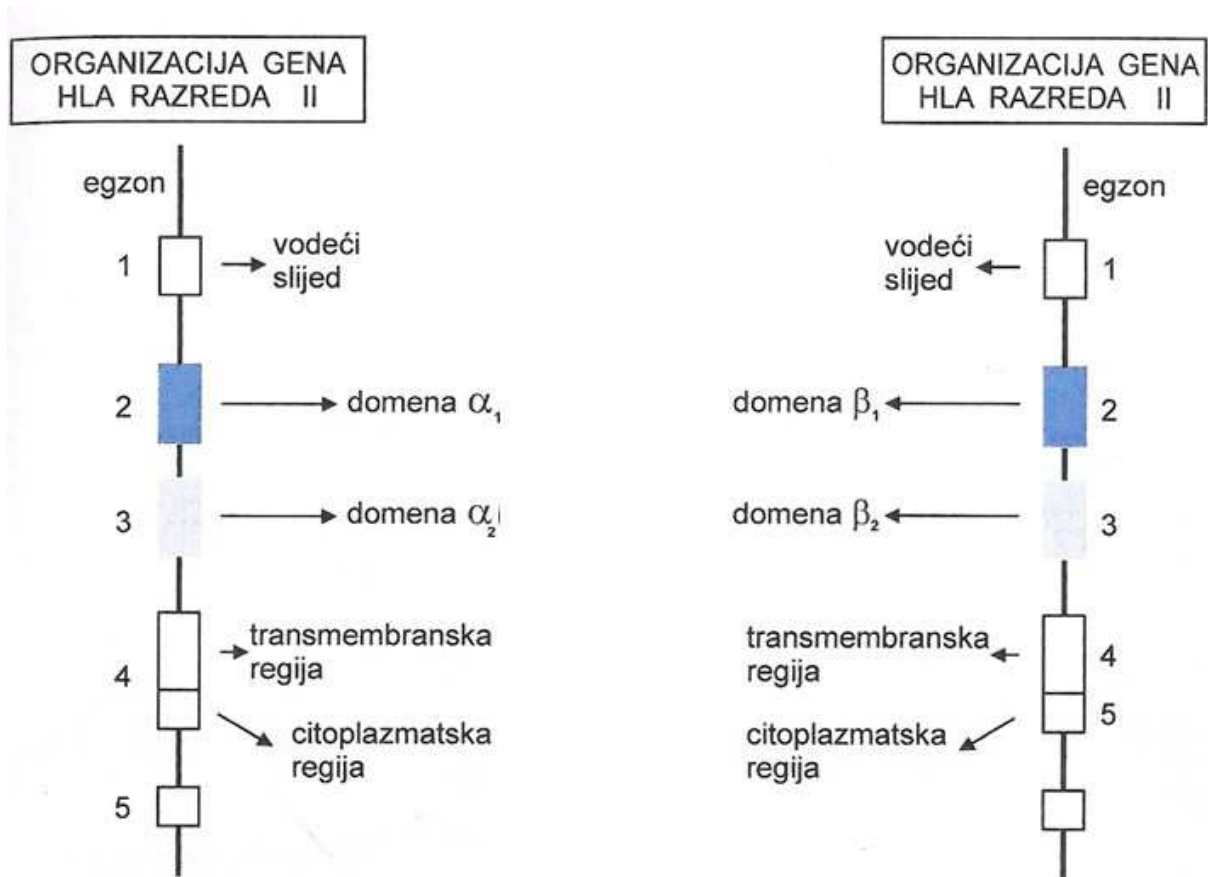 ORGANIZACIJA GENA
HLA RAZREDA II
egzon
1
vodeći
slijed
2
domena α₁
3
domena α₂
4
transmembranska
regija
citoplazmatska
regija
5
ORGANIZACIJA GENA
HLA RAZREDA II
egzon
vodeći
slijed
1
domena β₁
2
domena β₂
3
transmembranska
regija
4
5
citoplazmatska
regija